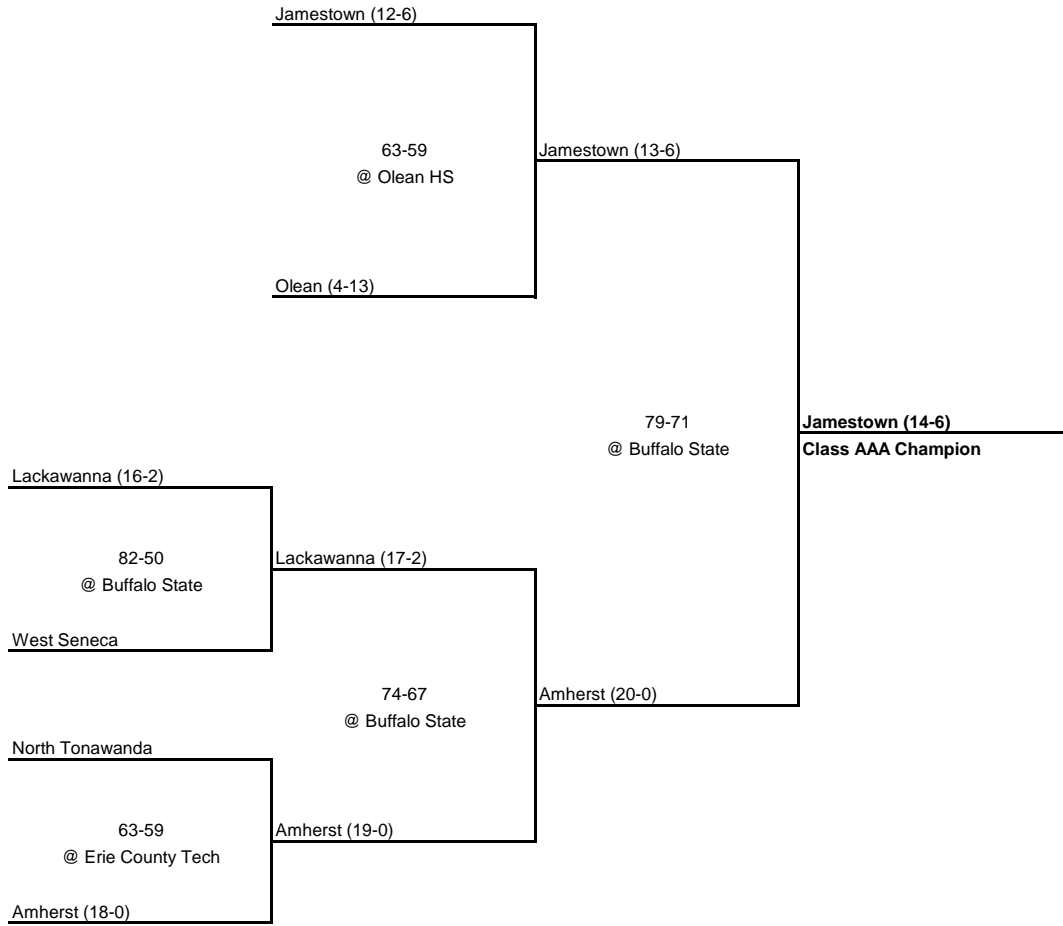 Jamestown (12-6)
63-59
@ Olean HS
Jamestown (13-6)
Olean (4-13)
79-71
@ Buffalo State
Jamestown (14-6)
Class AAA Champion
Lackawanna (16-2)
82-50
@ Buffalo State
Lackawanna (17-2)
West Seneca
74-67
@ Buffalo State
Amherst (20-0)
North Tonawanda
63-59
@ Erie County Tech
Amherst (19-0)
Amherst (18-0)